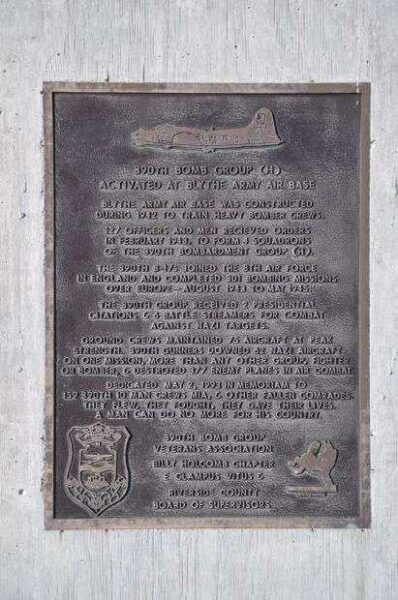 390TH BOMB GROUP (H)
ACTIVATED AT BLYTHE ARMY AIR BASE
BLYTHE ARMY AIR BASE WAS CONSTRUCTED
DURING 1942 TO TRAIN HEAVY BOMBER CREWS.
127 OFFICERS AND MEN RECIEVED ORDERS
IN FEBRUARY 1943, TO FORM 4 SQUADRONS
OF THE 390TH BOMBARDMENT GROUP (H).
THE 390TH B-17'S JOINED THE 8TH AIR FORCE
IN ENGLAND AND COMPLETED 301 BOMBING MISSIONS
OVER EUROPE - AUGUST 1943 TO MAY 1945.
THE 390TH GROUP RECEIVED 2 PRESIDENTIAL
CITATIONS & 6 BATTLE STREAMERS FOR COMBAT
AGAINST NAZI TARGETS.
GROUND CREWS MAINTAINED 75 AIRCRAFT AT PEAK
STRENGTH. 390TH GUNNERS DOWNED 62 NAZI AIRCRAFT
ON ONE MISSION, MORE THAN ANY OTHER GROUP, FIGHTER
OR BOMBER, & DESTROYED 377 ENEMY PLANES IN AIR COMBAT
DEDICATED MAY 2, 1993 IN MEMORIAM TO
159 390TH 10 MAN CREWS MIA, & OTHER FALLEN COMRADES.
THEY FLEW, THEY FOUGHT, THEY GAVE THEIR LIVES.
A MAN CAN DO NO MORE FOR HIS COUNTRY.
390TH BOMB GROUP
VETERANS ASSOCIATION
BILLY HOLCOMB CHAPTER
E CLAMPUS VITUS &
RIVERSIDE COUNTY
BOARD OF SUPERVISORS